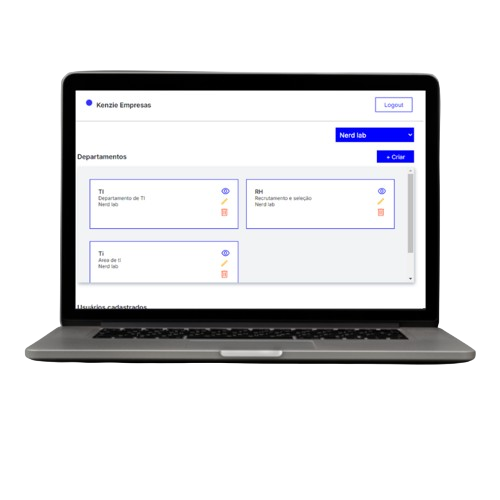 Kenzie Empresas
Logout
Nerd lab
Departamentos
+ Criar
TI
Departamento de TI
Nerd lab
RH
Recrutamento e seleção
Nerd lab
Ti
Area de ti
Nerd lab
Usuários cadastrados